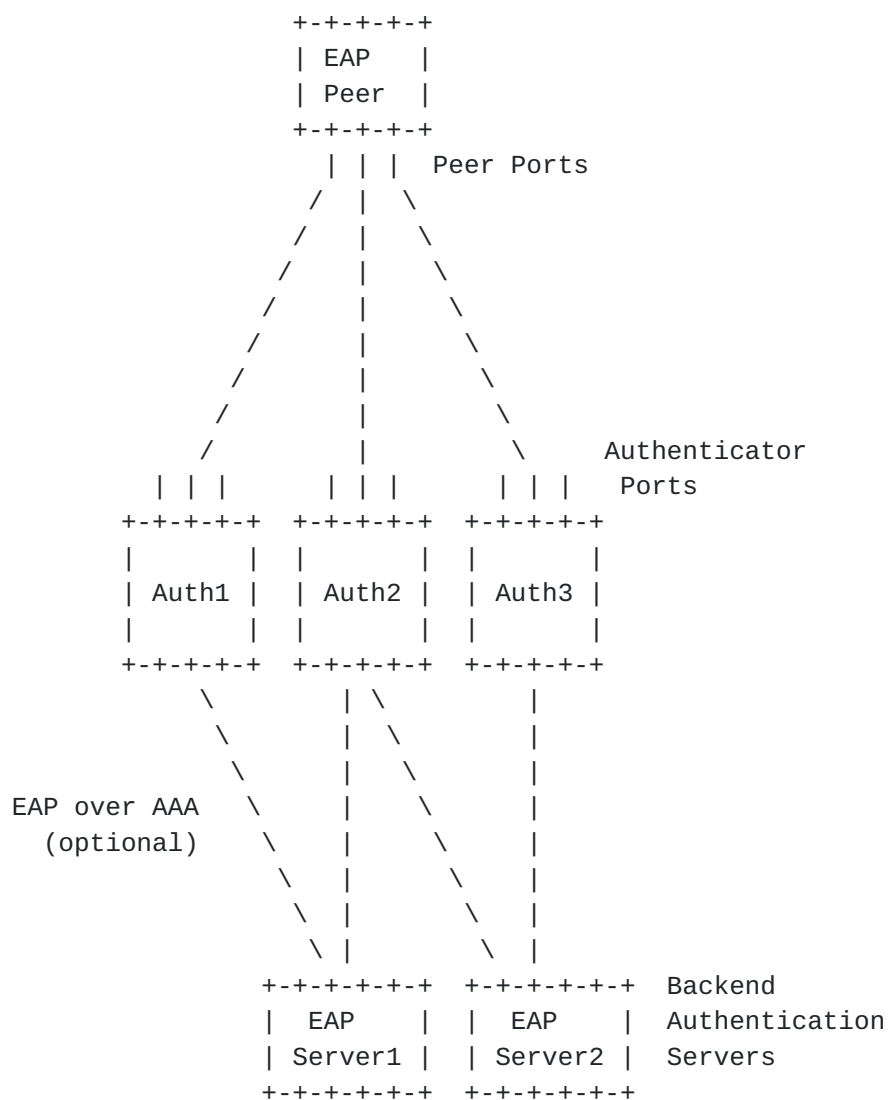 EAP
Peer
Peer Ports
Authenticator
Ports
Auth1 Auth2 Auth3
EAP over AAA
(optional)
Backend
EAP EAP Authentication
Server1 Server2 Servers